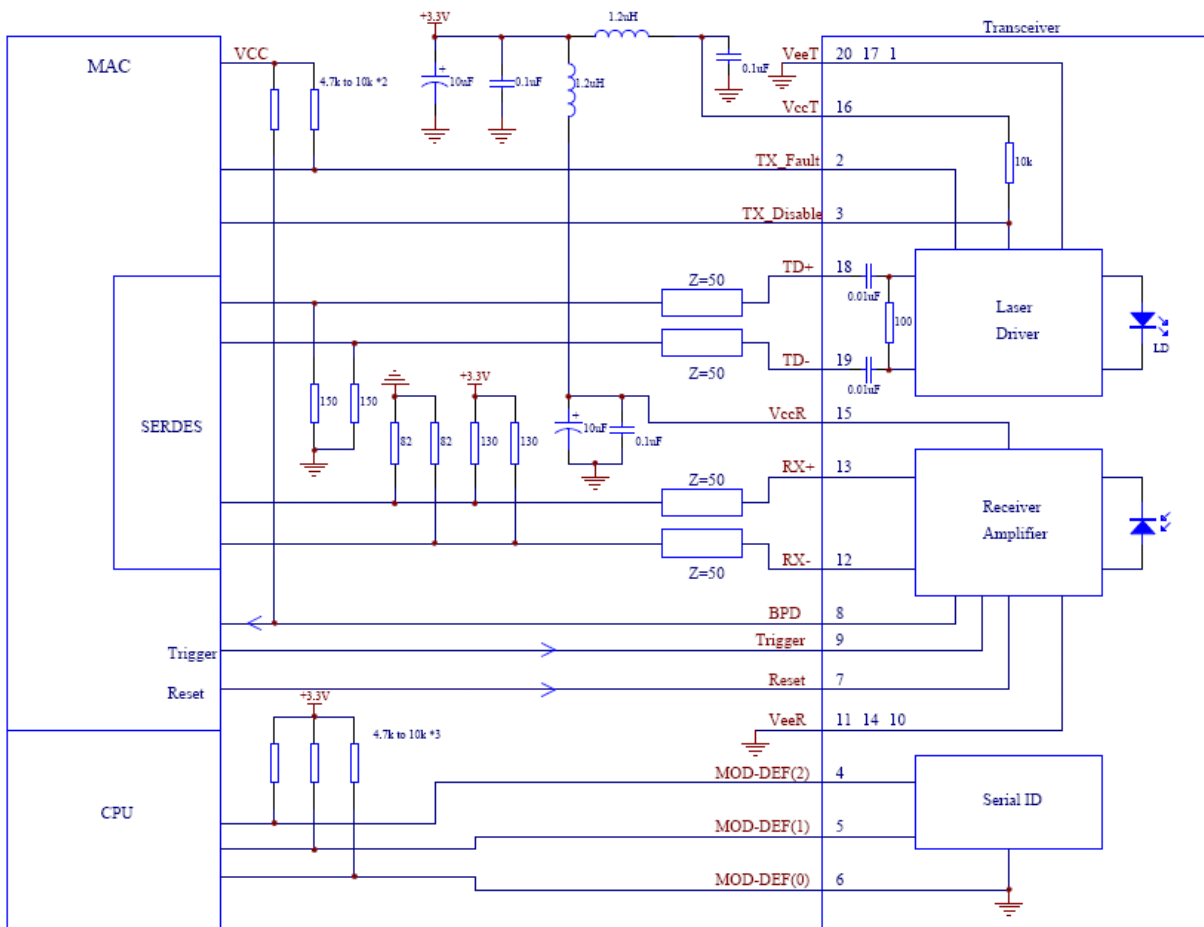 +3.3V
1.2uH
Transceiver
MAC
VCC
4.7k to 10k *2
10uF
0.1uF
1.2uH
0.1uF
VeeT
20 17 1
VccT
16
10k
TX_Fault
2
TX_Disable
3
TD+
18
Z=50
0.01uF
Laser
Driver
100
LD
TD-
19
Z=50
0.01uF
SERDES
150
150
82
82
+3.3V
130
130
10uF
0.1uF
VccR
15
RX+
13
Z=50
Receiver
Amplifier
RX-
12
Z=50
BPD
8
Trigger
Trigger
9
Reset
Reset
7
+3.3V
VeeR
11 14 10
4.7k to 10k *3
CPU
MOD-DEF(2)
4
Serial ID
MOD-DEF(1)
5
MOD-DEF(0)
6